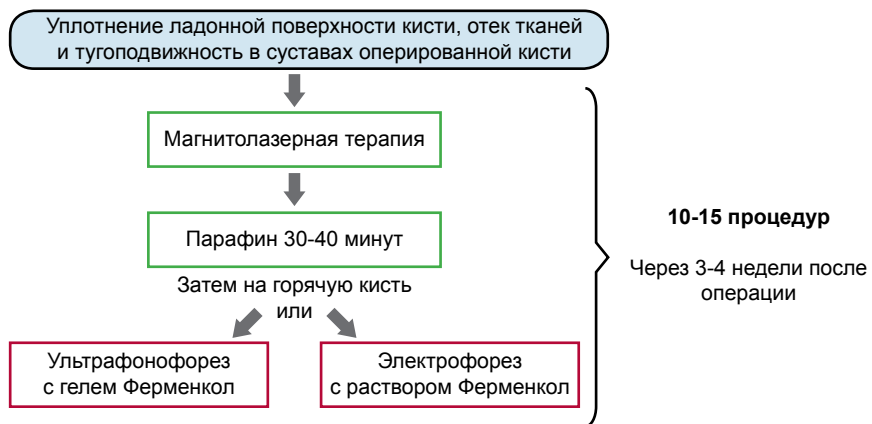 Уплотнение ладонной поверхности кисти, отек тканей
и тугоподвижность в суставах оперированной кисти
Магнитолазерная терапия
Парафин 30-40 минут
Затем на горячую кисть
или
Ультрафонофорез
с гелем Ферменкол
Электрофорез
с раствором Ферменкол
10-15 процедур
Через 3-4 недели после
операции